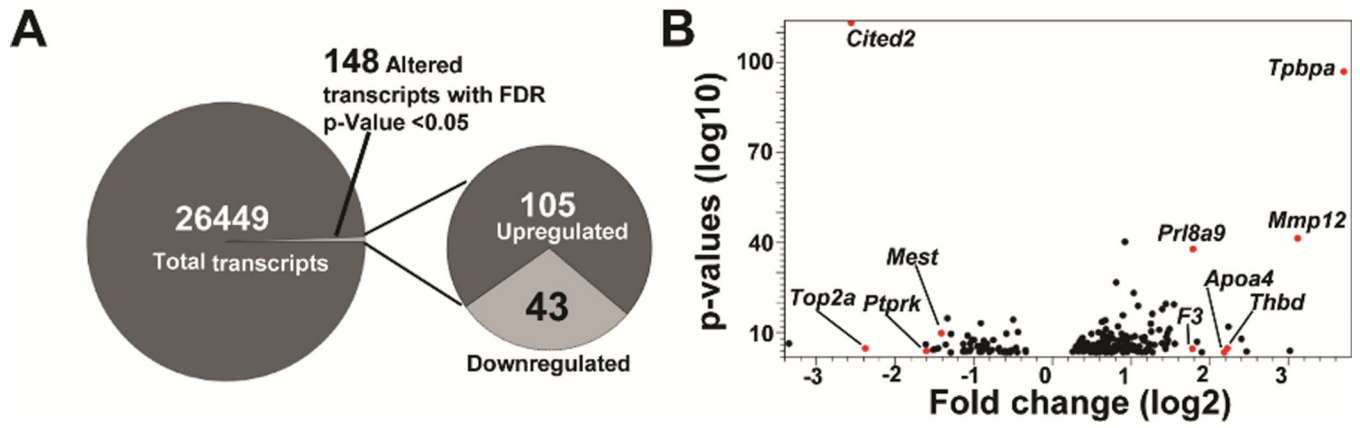 A
148 Altered
transcripts with FDR
p-Value <0.05
26449
Total transcripts
105
Upregulated
43
Downregulated
B
p-values (log10)
100
70
40
10
Cited2
Tpbpa
Mmp12
Prl8a9
Mest
Apoa4
Top2a
Ptprk
F3
Thbd
-3
-2
-1
0
1
2
3
Fold change (log2)